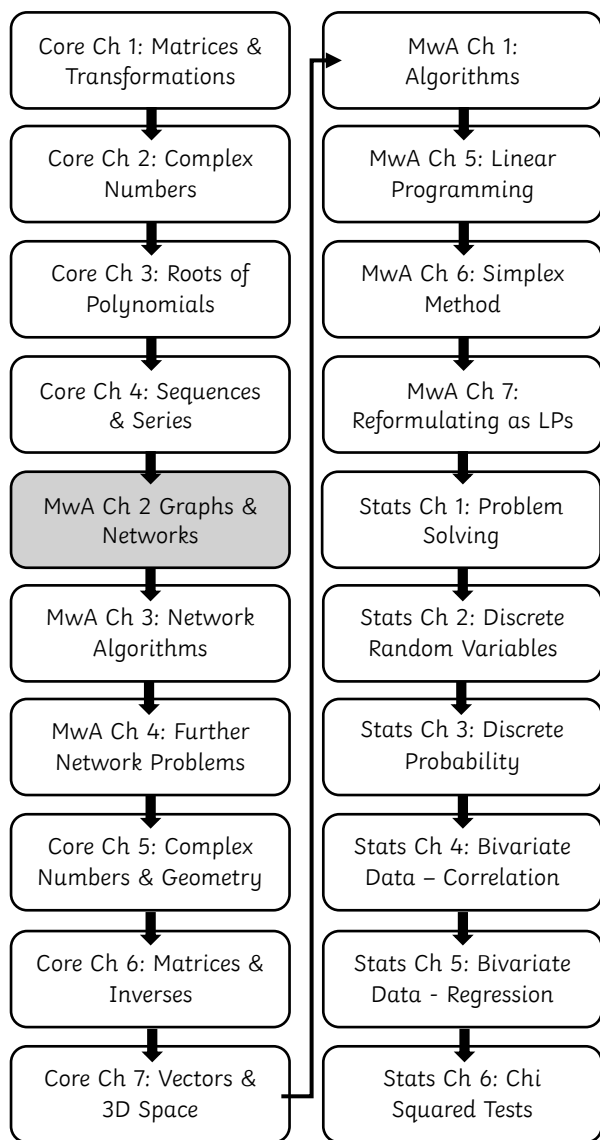 Core Ch 1: Matrices &
Transformations
Core Ch 2: Complex
Numbers
Core Ch 3: Roots of
Polynomials
Core Ch 4: Sequences
& Series
MwA Ch 2 Graphs &
Networks
MwA Ch 3: Network
Algorithms
MwA Ch 4: Further
Network Problems
Core Ch 5: Complex
Numbers & Geometry
Core Ch 6: Matrices &
Inverses
Core Ch 7: Vectors &
3D Space
MwA Ch 1:
Algorithms
MwA Ch 5: Linear
Programming
MwA Ch 6: Simplex
Method
MwA Ch 7:
Reformulating as LPs
Stats Ch 1: Problem
Solving
Stats Ch 2: Discrete
Random Variables
Stats Ch 3: Discrete
Probability
Stats Ch 4: Bivariate
Data – Correlation
Stats Ch 5: Bivariate
Data - Regression
Stats Ch 6: Chi
Squared Tests